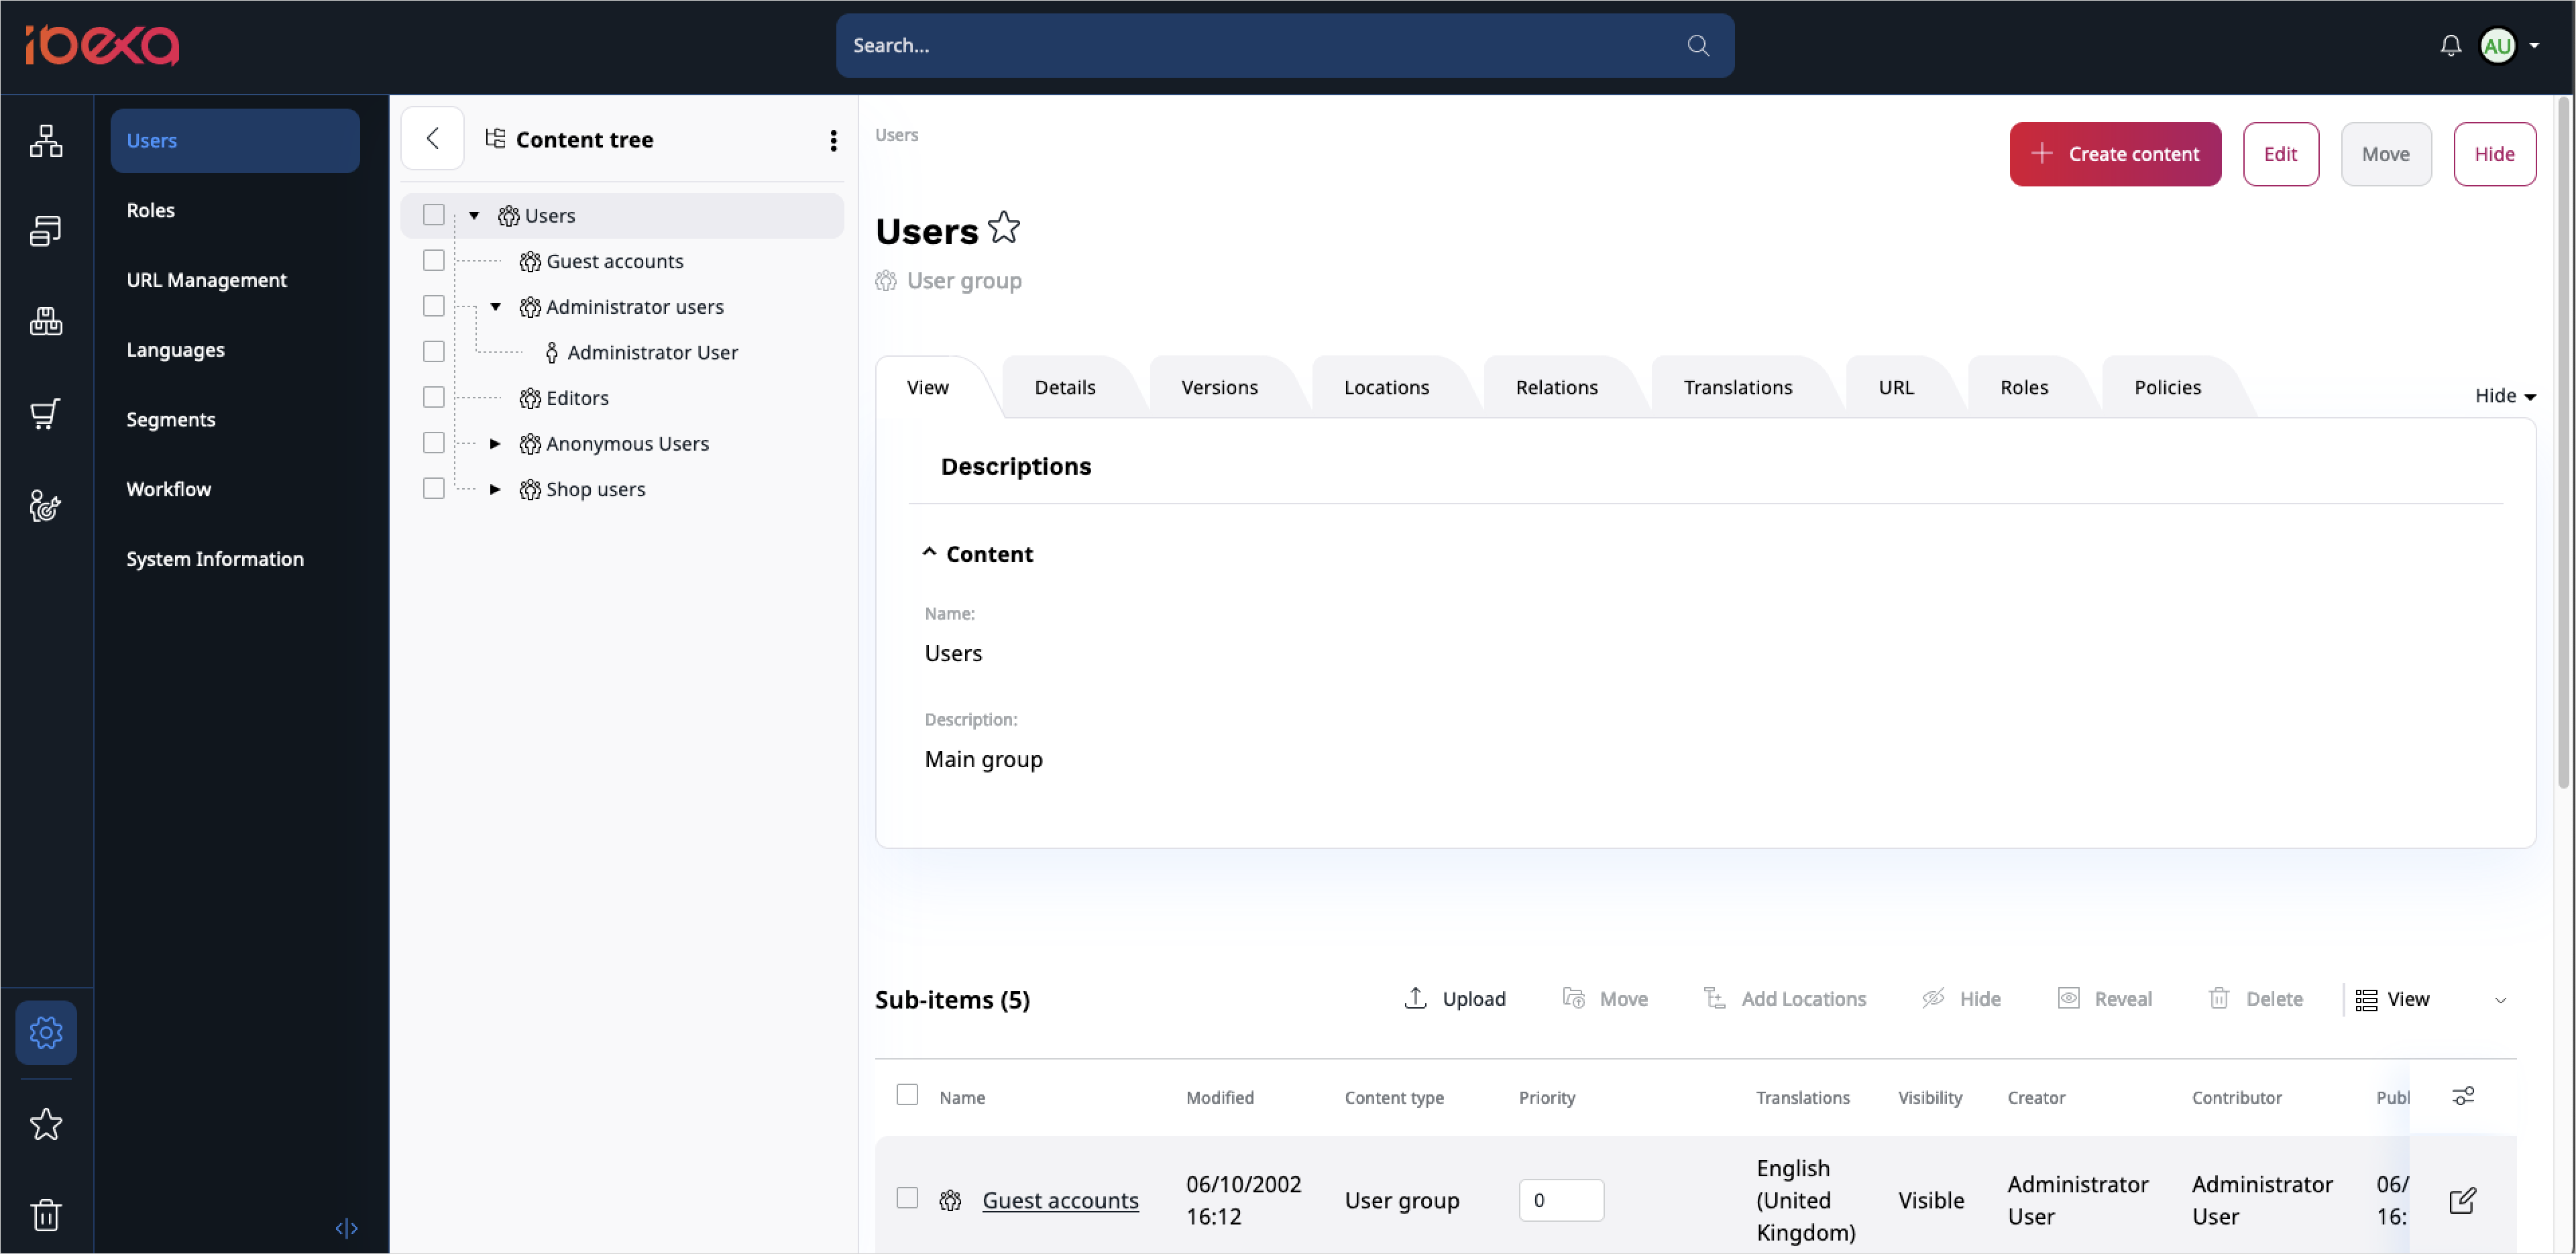 ibexa
Search...
AU
Users
Roles
URL Management
Languages
Segments
Workflow
System Information
Content tree
Users
Guest accounts
Administrator users
Administrator User
Editors
Anonymous Users
Shop users
Users
Create content
Edit
Move
Hide
Users
User group
View
Details
Versions
Locations
Relations
Translations
URL
Roles
Policies
Hide
Descriptions
Content
Name:
Users
Description:
Main group
Sub-items (5)
Upload
Move
Add Locations
Hide
Reveal
Delete
View
Name
Modified
Content type
Priority
Translations
Visibility
Creator
Contributor
Publ
Guest accounts
06/10/2002
16:12
User group
0
English
(United
Kingdom)
Visible
Administrator
User
Administrator
User
06/
16: